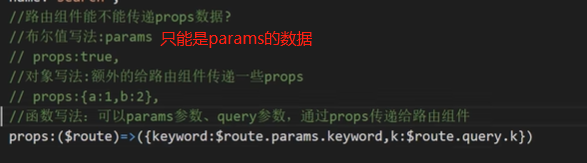 name:"search",
//路由组件能不能传递props数据?
//布尔值写法:params 只能是params的数据
// props:true,
//对象写法:额外的给路由组件传递一些props
// props:{a:1,b:2},
//函数写法: 可以params参数、query参数，通过props传递给路由组件
props:($route)=>({keyword:$route.params.keyword,k:$route.query.k})